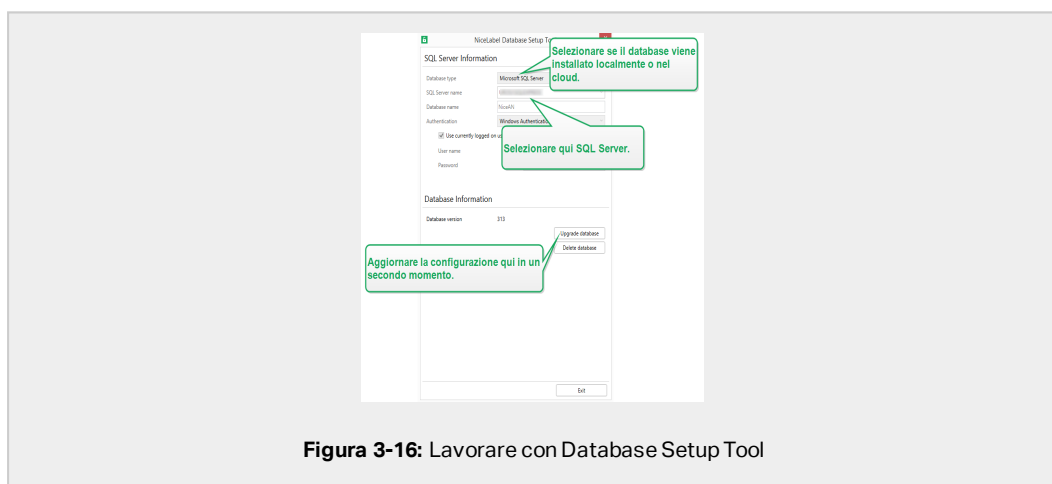 NiceLabel Database Setup To
Selezionare se il database viene
installato localmente o nel
cloud.
SQL Server Information
Database type
Microsoft SQL Server
SQL Server name
Database name
NiceAN
Authentication
Windows Authenticatio
Use currently logged on us
Selezionare qui SQL Server.
User name
Password
Database Information
Database version
313
Upgrade database
Delete database
Aggiornare la configurazione qui in un
secondo momento.
Exit
Figura 3-16: Lavorare con Database Setup Tool